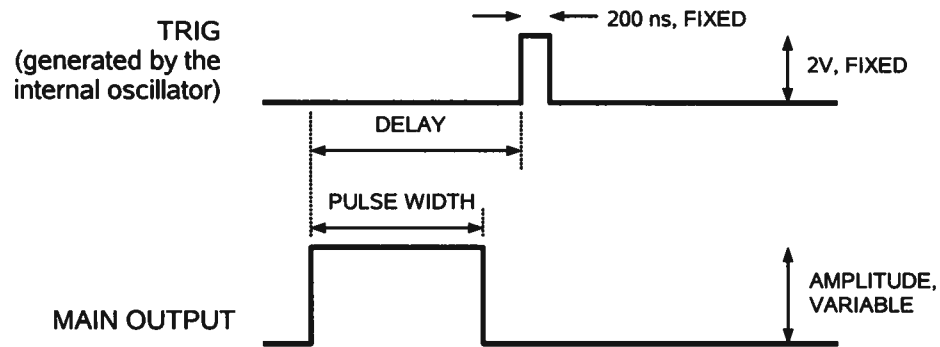 200 ns, FIXED
TRIG
(generated by the
internal oscillator)
2V, FIXED
DELAY
PULSE WIDTH
AMPLITUDE,
VARIABLE
MAIN OUTPUT